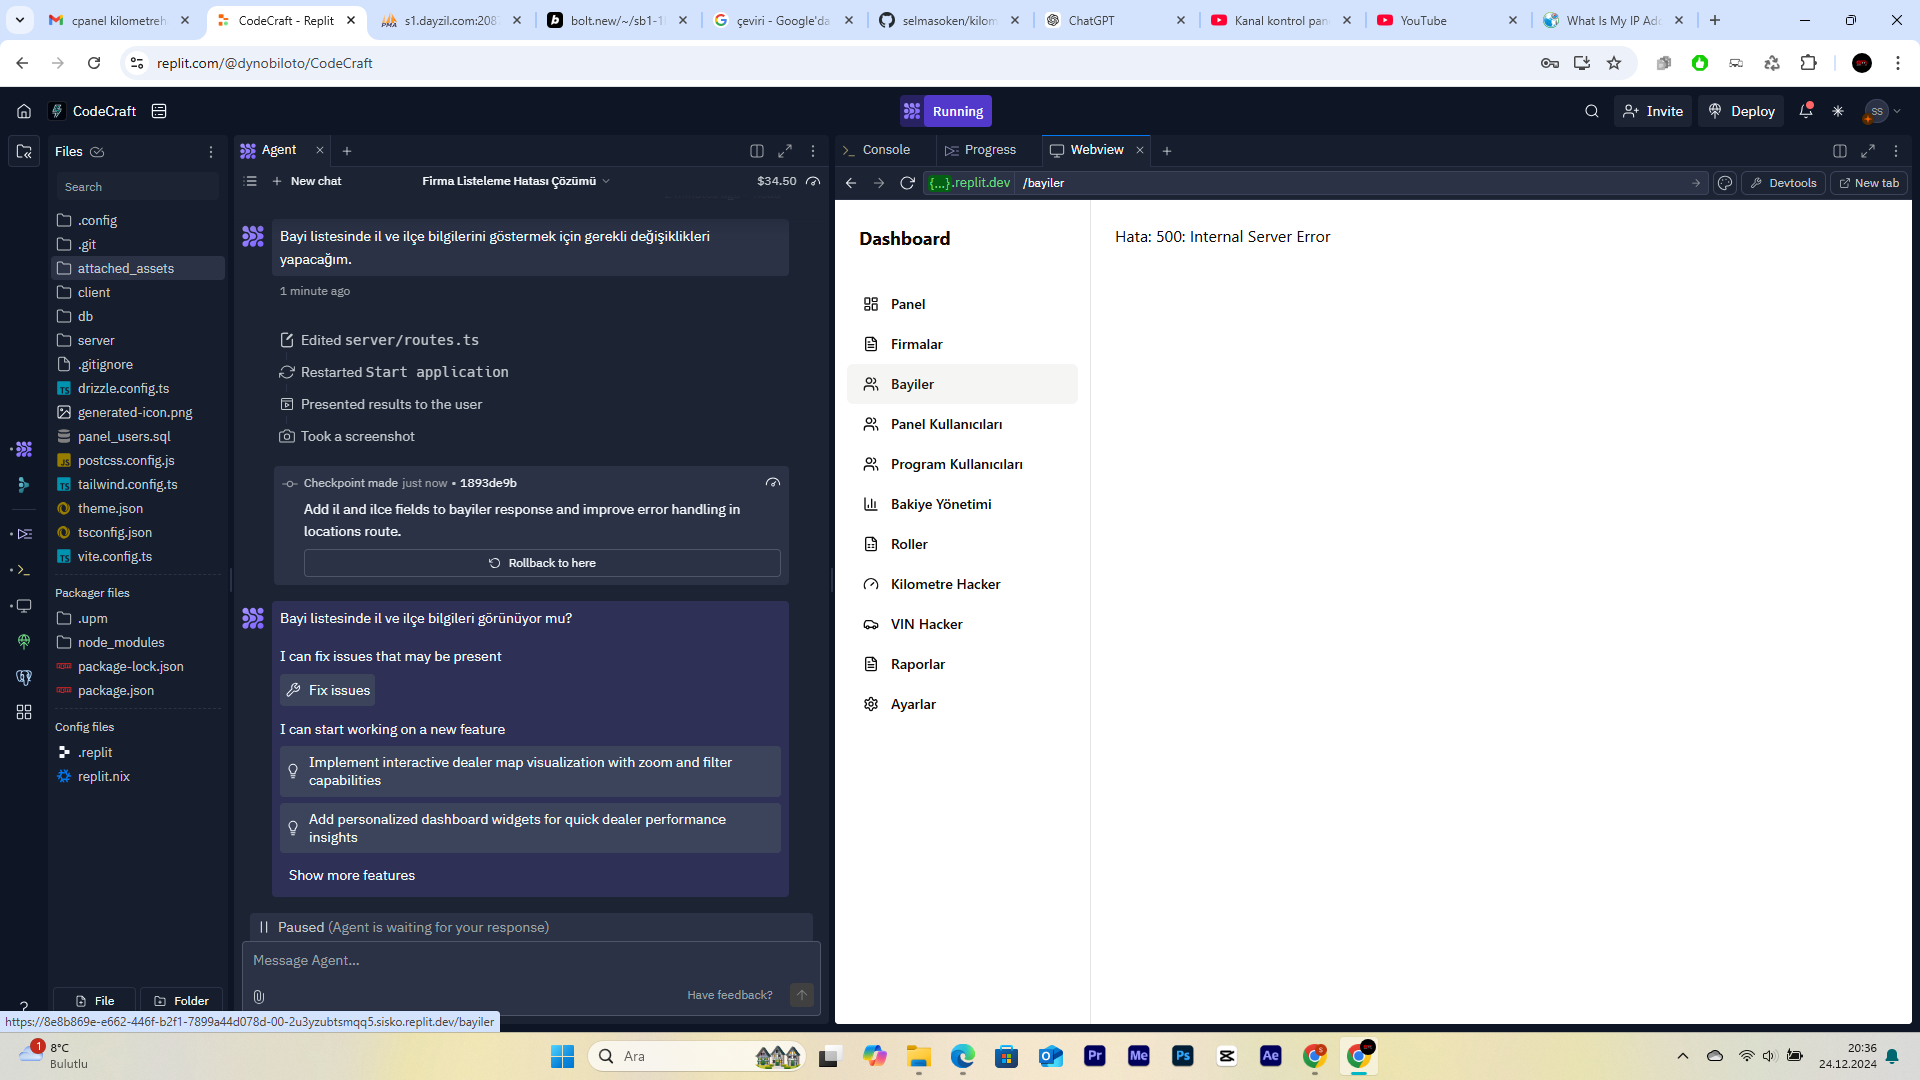 cpanel kilometreh
CodeCraft - Replit
s1.dayzil.com:208
bolt.new/~/sb1-1
çeviri - Google'da
selmasoken/kilom
ChatGPT
Kanal kontrol pan
YouTube
What Is My IP Add
replit.com/@dynobiloto/CodeCraft
CodeCraft
Running
Invite
Deploy
SS
Files
Search
.config
.git
attached_assets
client
db
server
.gitignore
drizzle.config.ts
generated-icon.png
panel_users.sql
postcss.config.js
tailwind.config.ts
theme.json
tsconfig.json
vite.config.ts
Packager files
.upm
node_modules
package-lock.json
package.json
Config files
.replit
replit.nix
File
Folder
Agent
New chat
Firma Listeleme Hatası Çözümü
$34.50
Bayi listesinde il ve ilçe bilgilerini göstermek için gerekli değişiklikleri
yapacağım.
1 minute ago
Edited server/routes.ts
Restarted Start application
Presented results to the user
Took a screenshot
Checkpoint made just now • 1893de9b
Add il and ilce fields to bayiler response and improve error handling in
locations route.
Rollback to here
Bayi listesinde il ve ilçe bilgileri görünüyor mu?
I can fix issues that may be present
Fix issues
I can start working on a new feature
Implement interactive dealer map visualization with zoom and filter
capabilities
Add personalized dashboard widgets for quick dealer performance
insights
Show more features
Paused (Agent is waiting for your response)
Message Agent...
Have feedback?
Console
Progress
Webview
{...}.replit.dev
/bayiler
Devtools
New tab
Dashboard
Panel
Firmalar
Bayiler
Panel Kullanıcıları
Program Kullanıcıları
Bakiye Yönetimi
Roller
Kilometre Hacker
VIN Hacker
Raporlar
Ayarlar
Hata: 500: Internal Server Error
https://8e8b869e-e662-446f-b2f1-7899a44d078d-00-2u3yzubtsmqq5.sisko.replit.dev/bayiler
1
8°C
Bulutlu
Ara
Pr
Me
Ps
Ae
20:36
24.12.2024